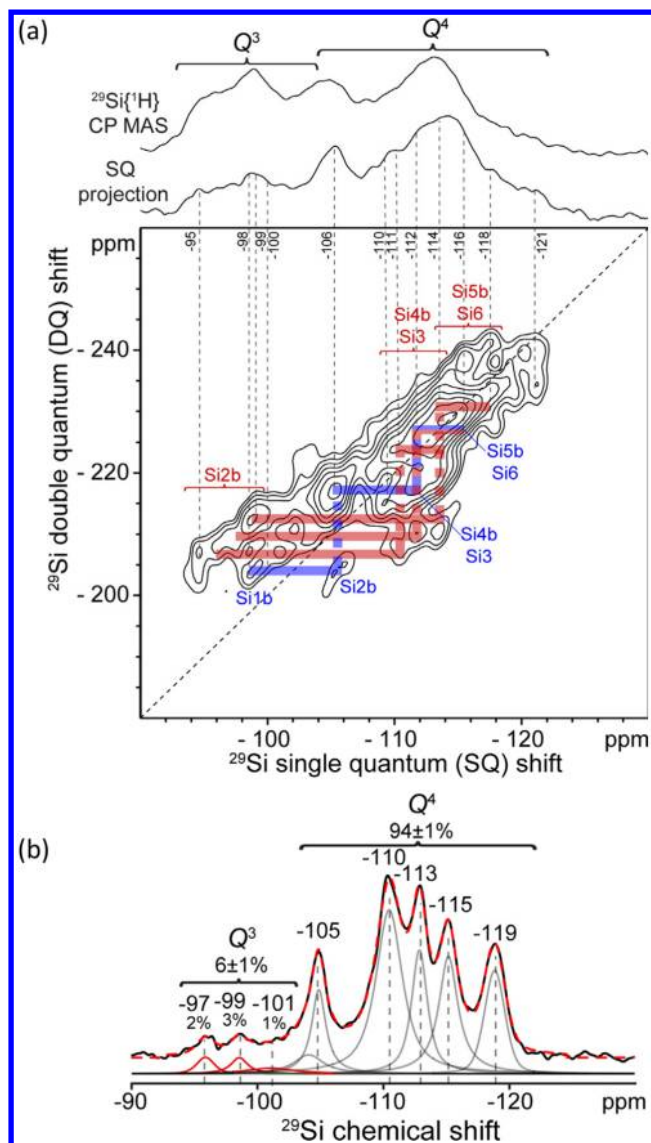 (a)
Q³
Q⁴
²⁹Si{¹H}
CP MAS
SQ
projection
ppm
-95
-98
-99
-100
-106
-110
-111
-112
-114
-116
-118
-121
Si5b
Si6
Si4b
Si3
Si2b
Si5b
Si6
Si4b
Si3
Si1b
Si2b
- 240
- 220
- 200
²⁹Si double quantum (DQ) shift
- 100
- 110
- 120
ppm
²⁹Si single quantum (SQ) shift
(b)
Q⁴
94±1%
-110
-113
-115
-105
-119
Q³
6±1%
-97
-99
-101
2%
3%
1%
-90
-100
-110
-120
ppm
²⁹Si chemical shift